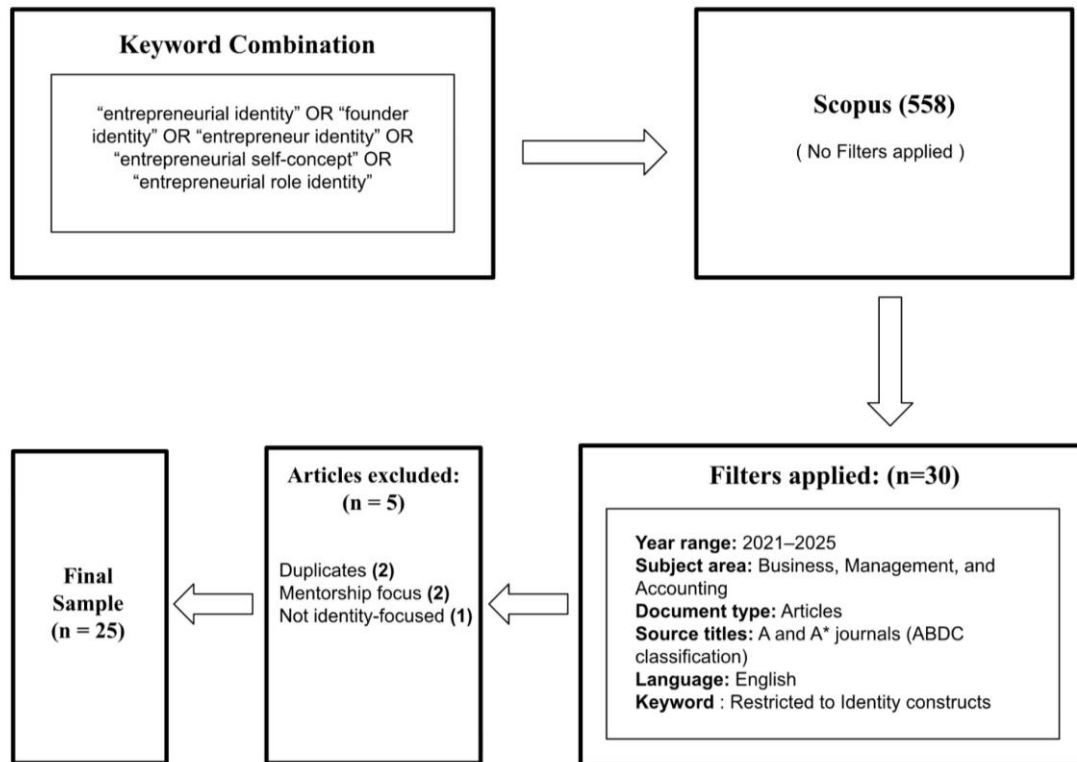 Keyword Combination
“entrepreneurial identity” OR “founder
identity” OR “entrepreneur identity” OR
“entrepreneurial self-concept” OR
“entrepreneurial role identity”
Scopus (558)
( No Filters applied )
Filters applied: (n=30)
Year range: 2021–2025
Subject area: Business, Management, and
Accounting
Document type: Articles
Source titles: A and A* journals (ABDC
classification)
Language: English
Keyword : Restricted to Identity constructs
Articles excluded:
(n = 5)
Duplicates (2)
Mentorship focus (2)
Not identity-focused (1)
Final
Sample
(n = 25)